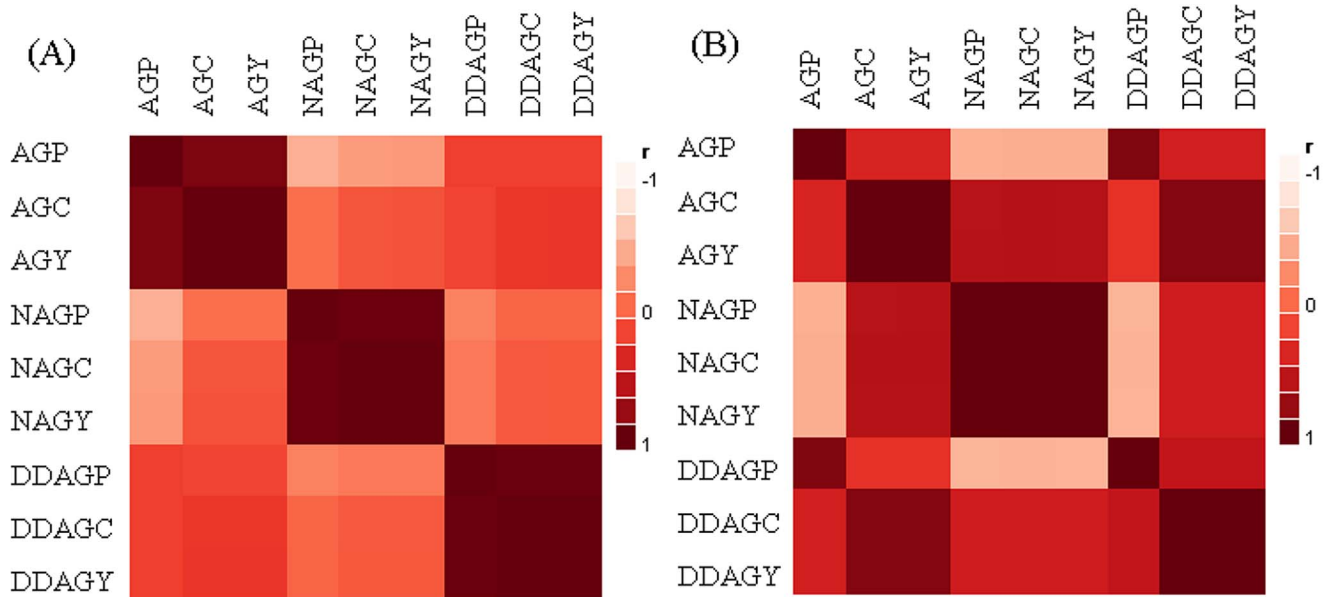 (A)
AGP AGC AGY NAGP NAGC NAGY DDAGP DDAGC DDAGY
AGP
AGC
AGY
NAGP
NAGC
NAGY
DDAGP
DDAGC
DDAGY
r
-1
0
1
(B)
AGP AGC AGY NAGP NAGC NAGY DDAGP DDAGC DDAGY
AGP
AGC
AGY
NAGP
NAGC
NAGY
DDAGP
DDAGC
DDAGY
r
-1
0
1